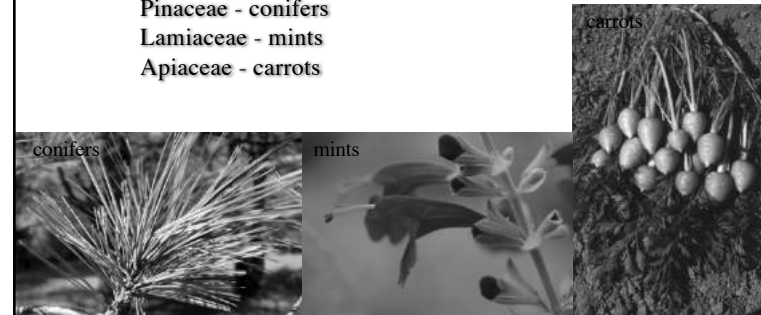 Pinaceae - conifers
Lamiaceae - mints
Apiaceae - carrots
carrots
conifers
mints